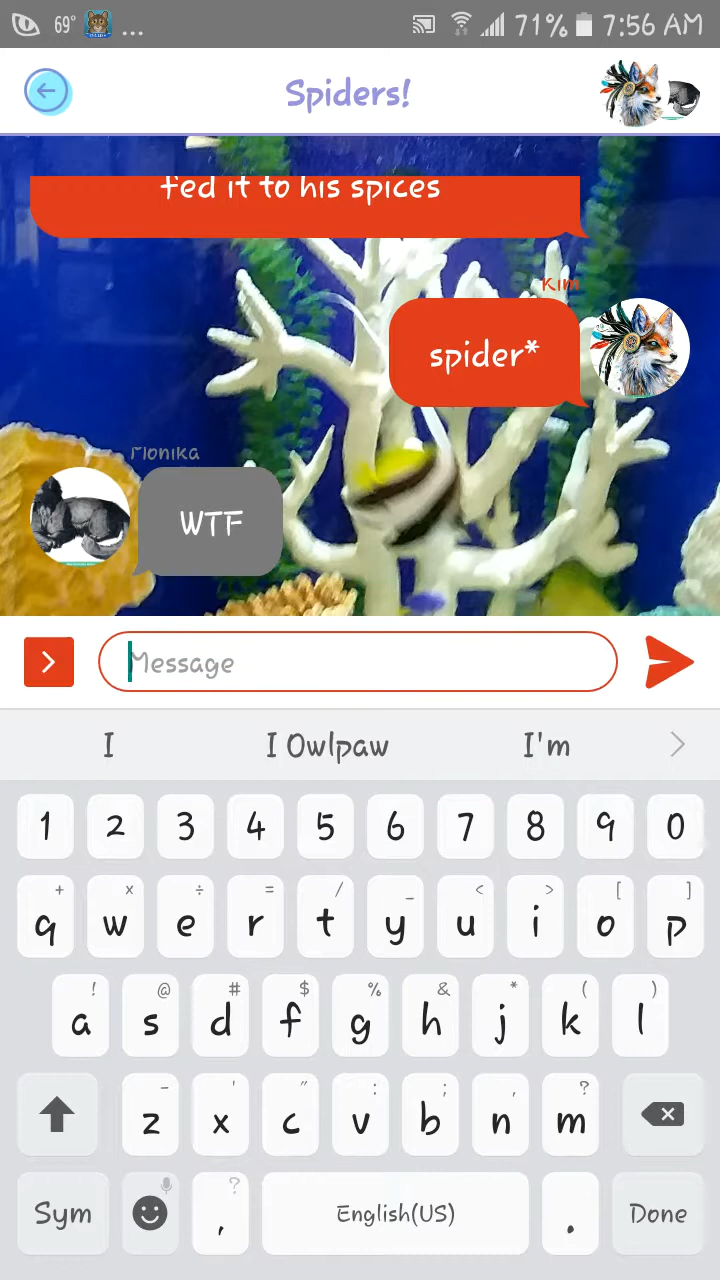 69° ... 71% 7:56 AM
Spiders!
fed it to his spices
Kim
spider*
Monika
WTF
Message
I I Owlpaw I'm
1 2 3 4 5 6 7 8 9 0
+ × ÷ = / _ < > [ ]
q w e r t y u i o p
! @ # $ % & * ( )
a s d f g h j k l
- ' " : ; , ?
z x c v b n m
?
Sym , English(US) . Done